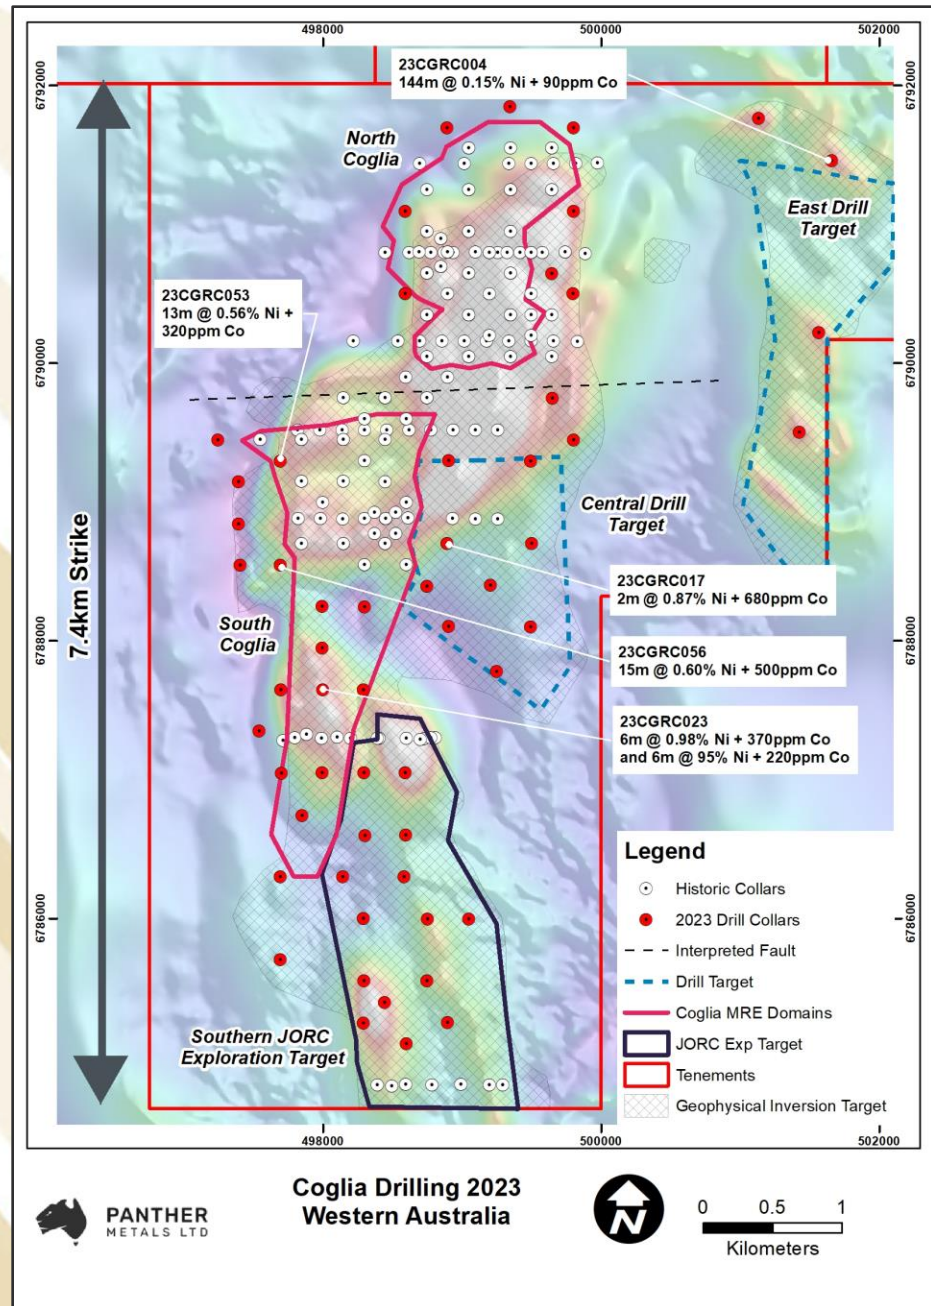 498000
500000
502000
6792000
23CGRC004
144m @ 0.15% Ni + 90ppm Co
North
Coglia
East Drill
Target
23CGRC053
13m @ 0.56% Ni +
320ppm Co
6790000
7.4km Strike
Central Drill
Target
23CGRC017
2m @ 0.87% Ni + 680ppm Co
South
Coglia
6788000
23CGRC056
15m @ 0.60% Ni + 500ppm Co
23CGRC023
6m @ 0.98% Ni + 370ppm Co
and 6m @ 95% Ni + 220ppm Co
6786000
Southern JORC
Exploration Target
Legend
Historic Collars
2023 Drill Collars
Interpreted Fault
Drill Target
Coglia MRE Domains
JORC Exp Target
Tenements
Geophysical Inversion Target
498000
500000
502000
6792000
6790000
6788000
6786000
PANTHER
METALS LTD
Coglia Drilling 2023
Western Australia
N
0 0.5 1
Kilometers